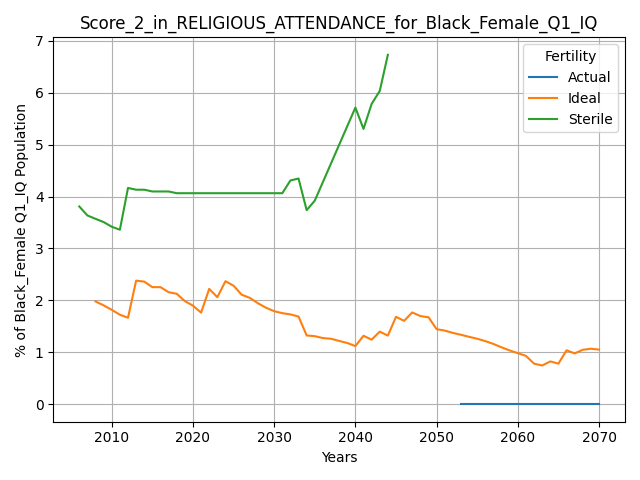 Score_2_in_RELIGIOUS_ATTENDANCE_for_Black_Female_Q1_IQ
% of Black_Female Q1_IQ Population
7
6
5
4
3
2
1
0
Fertility
Actual
Ideal
Sterile
2010 2020 2030 2040 2050 2060 2070
Years